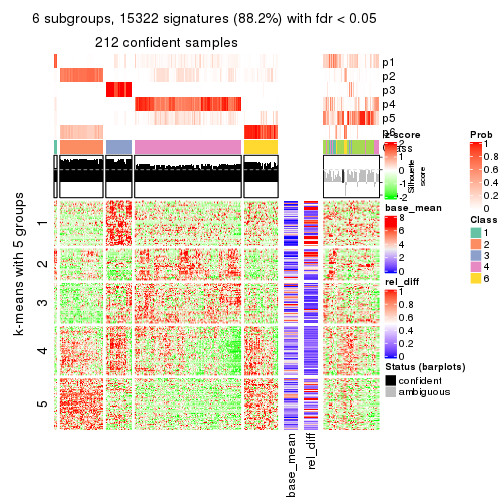 6 subgroups, 15322 signatures (88.2%) with fdr < 0.05
212 confident samples
p1
p2
p3
p4
p5
p6
Class
k-means with 5 groups
1
2
3
4
5
base_mean
rel_diff
z-score
2
-2
Silhouette
score
base_mean
8
6
4
2
0
rel_diff
1
0.8
0.6
0.4
0.2
0
Status (barplots)
confident
ambiguous
Prob
1
0.8
0.6
0.4
0.2
0
Class
1
2
3
4
6